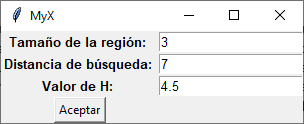 MyX
Tamaño de la región: 3
Distancia de búsqueda: 7
Valor de H: 4.5
Aceptar